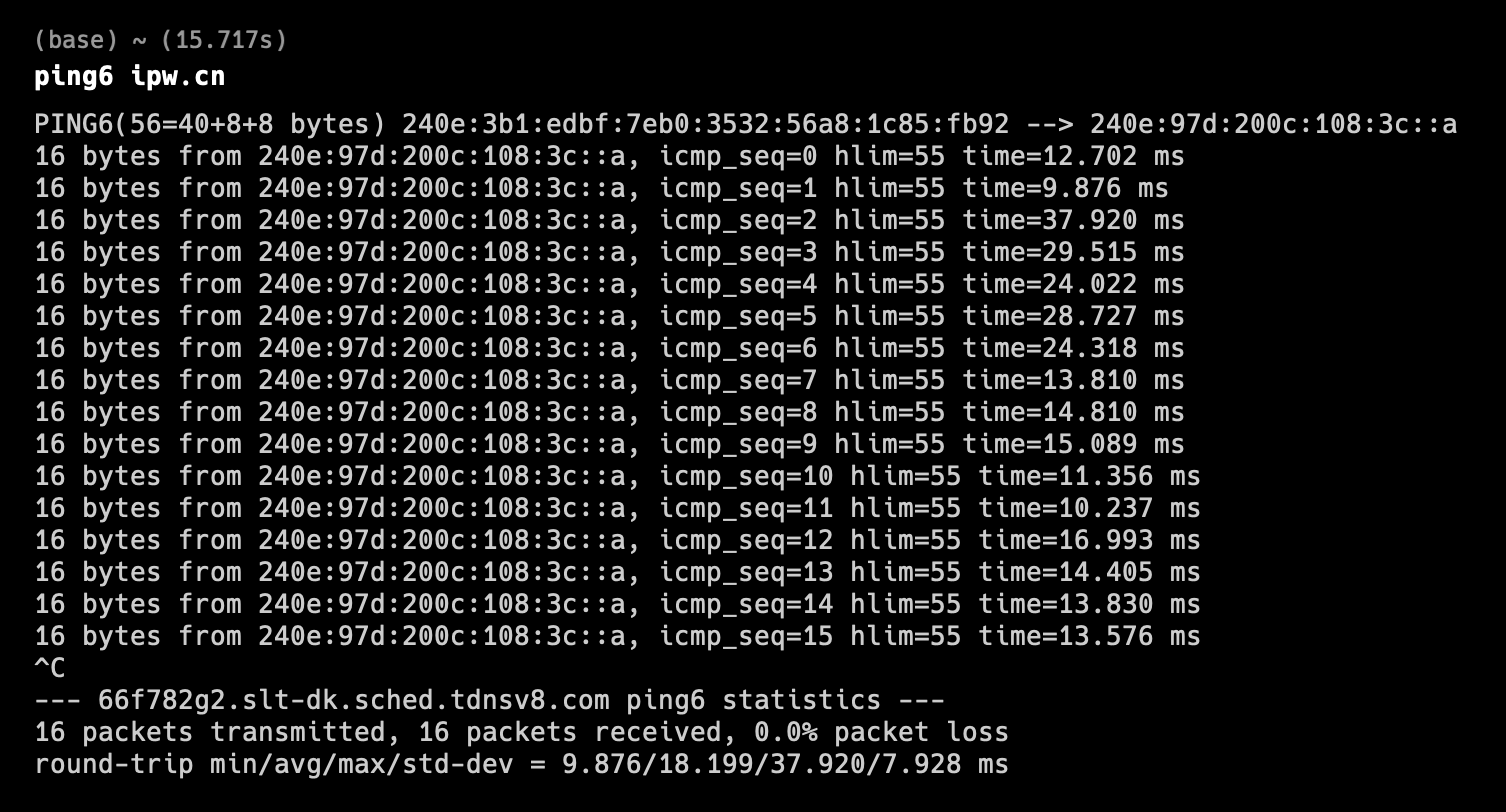 (base) ~ (15.717s)
ping6 ipw.cn
PING6(56=40+8+8 bytes) 240e:3b1:edbf:7eb0:3532:56a8:1c85:fb92 --> 240e:97d:200c:108:3c::a
16 bytes from 240e:97d:200c:108:3c::a, icmp_seq=0 hlim=55 time=12.702 ms
16 bytes from 240e:97d:200c:108:3c::a, icmp_seq=1 hlim=55 time=9.876 ms
16 bytes from 240e:97d:200c:108:3c::a, icmp_seq=2 hlim=55 time=37.920 ms
16 bytes from 240e:97d:200c:108:3c::a, icmp_seq=3 hlim=55 time=29.515 ms
16 bytes from 240e:97d:200c:108:3c::a, icmp_seq=4 hlim=55 time=24.022 ms
16 bytes from 240e:97d:200c:108:3c::a, icmp_seq=5 hlim=55 time=28.727 ms
16 bytes from 240e:97d:200c:108:3c::a, icmp_seq=6 hlim=55 time=24.318 ms
16 bytes from 240e:97d:200c:108:3c::a, icmp_seq=7 hlim=55 time=13.810 ms
16 bytes from 240e:97d:200c:108:3c::a, icmp_seq=8 hlim=55 time=14.810 ms
16 bytes from 240e:97d:200c:108:3c::a, icmp_seq=9 hlim=55 time=15.089 ms
16 bytes from 240e:97d:200c:108:3c::a, icmp_seq=10 hlim=55 time=11.356 ms
16 bytes from 240e:97d:200c:108:3c::a, icmp_seq=11 hlim=55 time=10.237 ms
16 bytes from 240e:97d:200c:108:3c::a, icmp_seq=12 hlim=55 time=16.993 ms
16 bytes from 240e:97d:200c:108:3c::a, icmp_seq=13 hlim=55 time=14.405 ms
16 bytes from 240e:97d:200c:108:3c::a, icmp_seq=14 hlim=55 time=13.830 ms
16 bytes from 240e:97d:200c:108:3c::a, icmp_seq=15 hlim=55 time=13.576 ms
^C
--- 66f782g2.slt-dk.sched.tdnsv8.com ping6 statistics ---
16 packets transmitted, 16 packets received, 0.0% packet loss
round-trip min/avg/max/std-dev = 9.876/18.199/37.920/7.928 ms